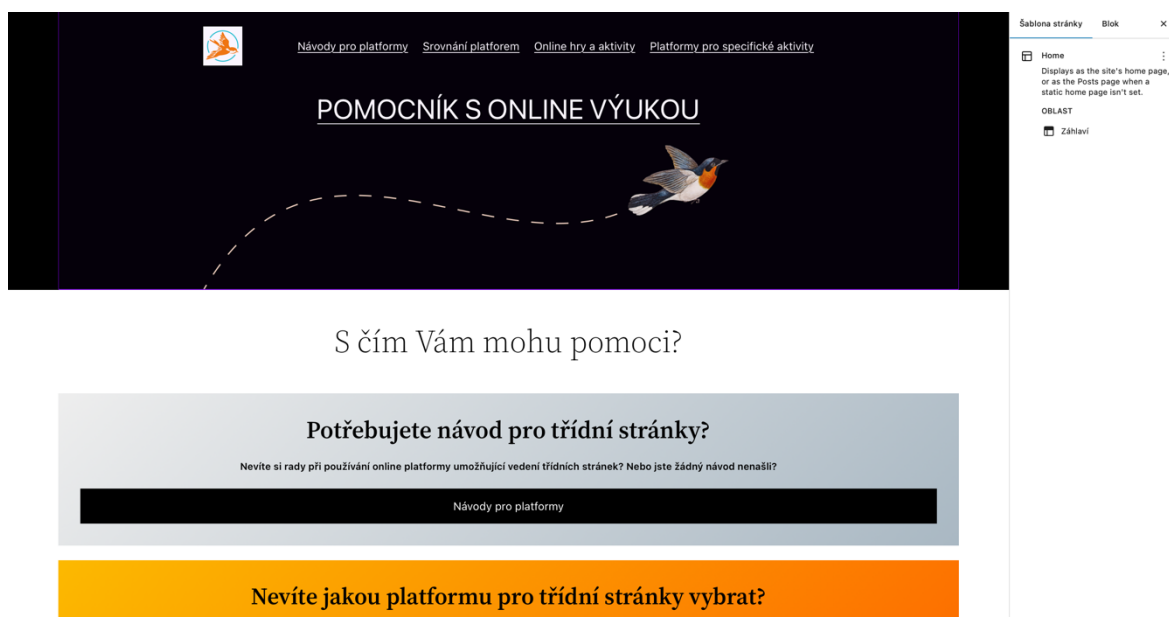 Návody pro platformy Srovnání platforem Online hry a aktivity Platformy pro specifické aktivity
POMOCNÍK S ONLINE VÝUKOU
S čím Vám mohu pomoci?
Potřebujete návod pro třídní stránky?
Nevíte si rady při používání online platformy umožňující vedení třídních stránek? Nebo jste žádný návod nenašli?
Návody pro platformy
Nevíte jakou platformu pro třídní stránky vybrat?
Šablona stránky Blok
Home
Displays as the site's home page,
or as the Posts page when a
static home page isn't set.
OBLAST
Záhlaví